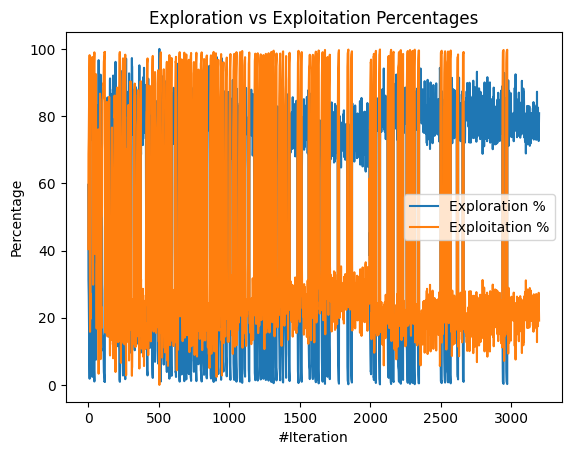 Exploration vs Exploitation Percentages
100
80
60
40
20
0
Percentage
Exploration %
Exploitation %
0
500
1000
1500
2000
2500
3000
#Iteration